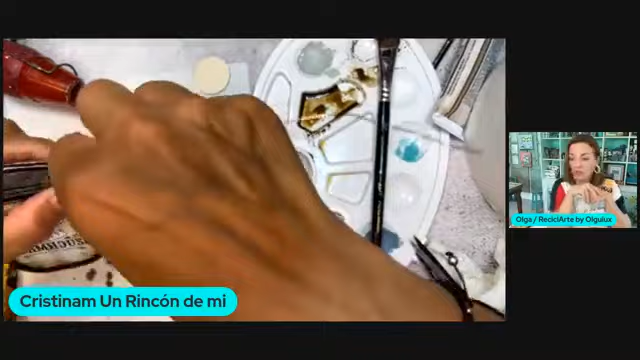 Cristinam Un Rincón de mi
Olga / ReciclArte by Olguiux